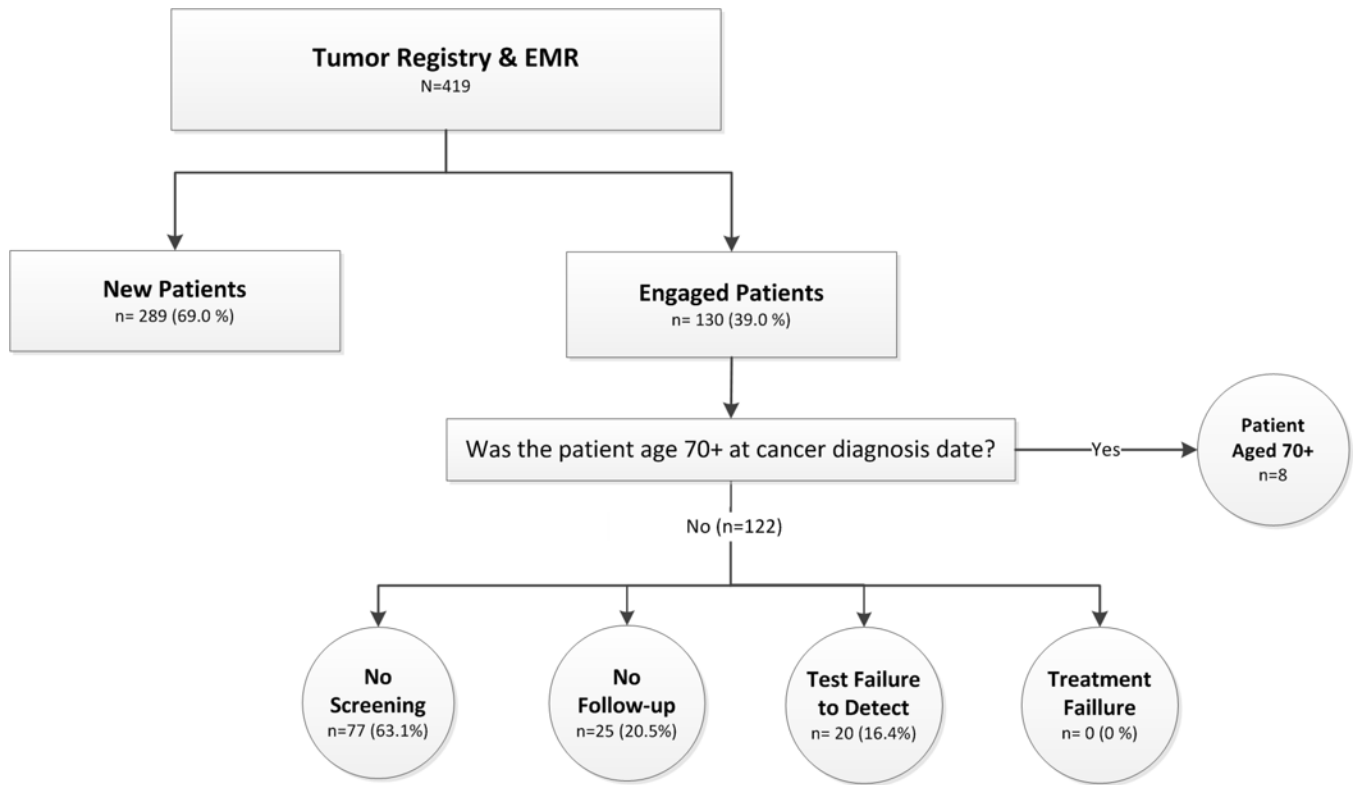 Tumor Registry & EMR
N=419
New Patients
n= 289 (69.0 %)
Engaged Patients
n= 130 (39.0 %)
Was the patient age 70+ at cancer diagnosis date?
Yes
Patient
Aged 70+
n=8
No (n=122)
No
Screening
n=77 (63.1%)
No
Follow-up
n=25 (20.5%)
Test Failure
to Detect
n= 20 (16.4%)
Treatment
Faillure
n= 0 (0 %)